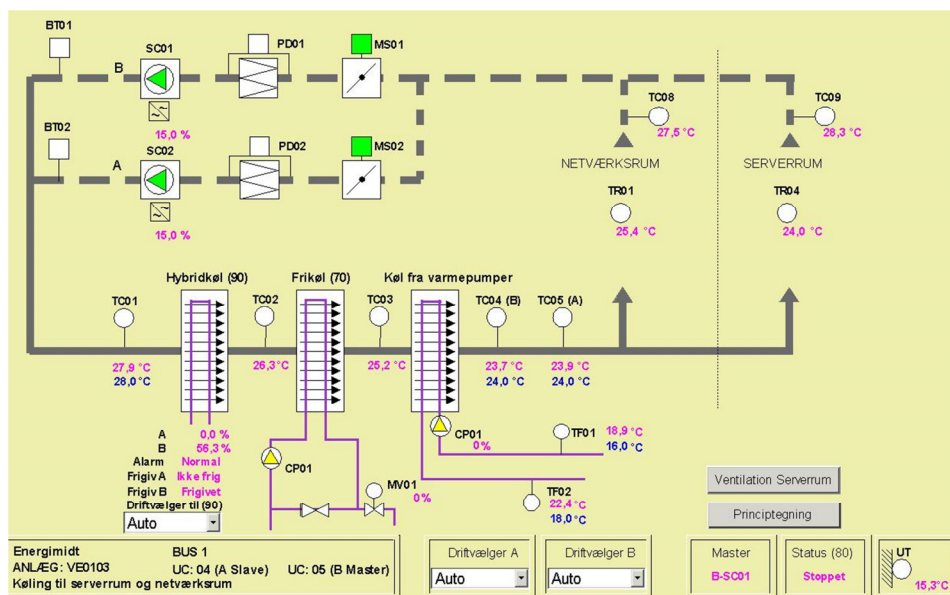 BT01
SC01
PD01
MS01
B
15,0 %
TC08
27,5 °C
TC09
28,3 °C
BT02
SC02
PD02
MS02
A
15,0 %
NETVÆRKSRUM
SERVERRUM
TR01
25,4 °C
TR04
24,0 °C
Hybridkøl (90)
Frikøl (70)
Køl fra varmepumper
TC01
27,9 °C
28,0 °C
TC02
26,3°C
TC03
25,2 °C
TC04 (B)
23,7 °C
24,0 °C
TC05 (A)
23,9 °C
24,0 °C
A 0,0 %
B 56,3 %
Alarm Normal
Frigiv A Ikke frig
Frigiv B Frigivet
Driftvælger til (90)
Auto
CP01
MV01
0%
CP01
0%
TF01
18,9 °C
16,0 °C
TF02
22,4 °C
18,0 °C
Ventilation Serverrum
Principtegning
Energimidt BUS 1
ANLÆG: VE0103 UC: 04 (A Slave) UC: 05 (B Master)
Køling til serverrum og netværksrum
Driftvælger A
Auto
Driftvælger B
Auto
Master
B-SC01
Status (80)
Stoppet
UT
15,3°C